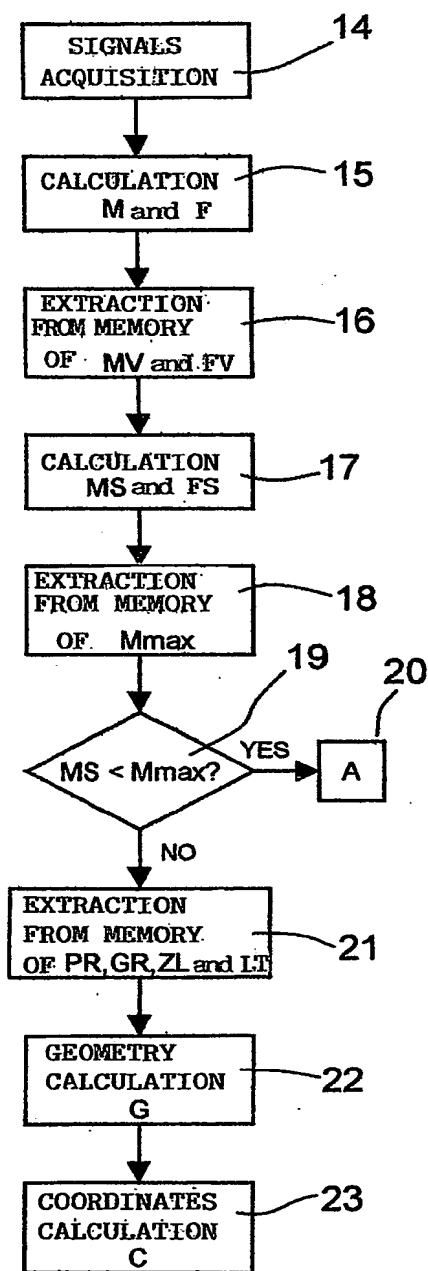 SIGNALS
ACQUISITION
14
CALCULATION
M and F
15
EXTRACTION
FROM MEMORY
OF MV and FV
16
CALCULATION
MS and FS
17
EXTRACTION
FROM MEMORY
OF Mmax
18
19
MS < Mmax?
YES
20
A
NO
EXTRACTION
FROM MEMORY
OF PR, GR, ZL and LT
21
GEOMETRY
CALCULATION
G
22
COORDINATES
CALCULATION
C
23